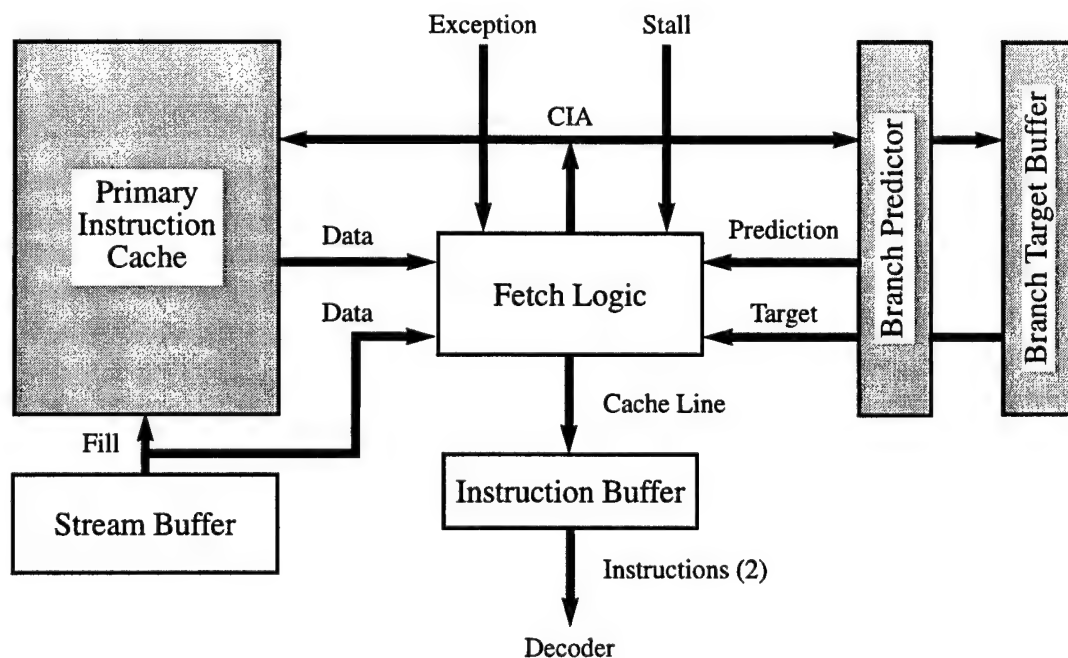 Exception
Stall
CIA
Primary
Instruction
Cache
Data
Data
Fetch Logic
Prediction
Target
Branch Predictor
Branch Target Buffer
Cache Line
Fill
Stream Buffer
Instruction Buffer
Instructions (2)
Decoder